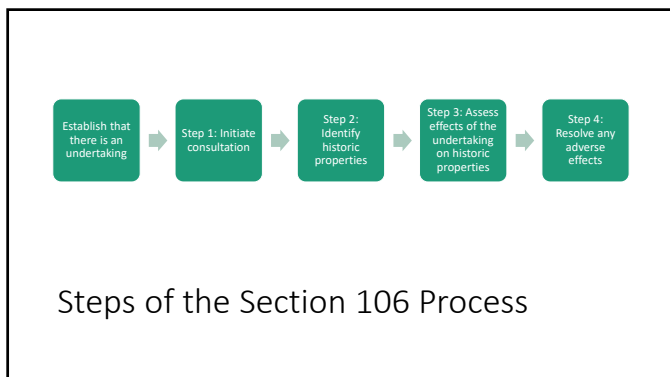 Establish that
there is an
undertaking
Step 1: Initiate
consultation
Step 2:
Identify
historic
properties
Step 3: Assess
effects of the
undertaking
on historic
properties
Step 4:
Resolve any
adverse
effects
Steps of the Section 106 Process